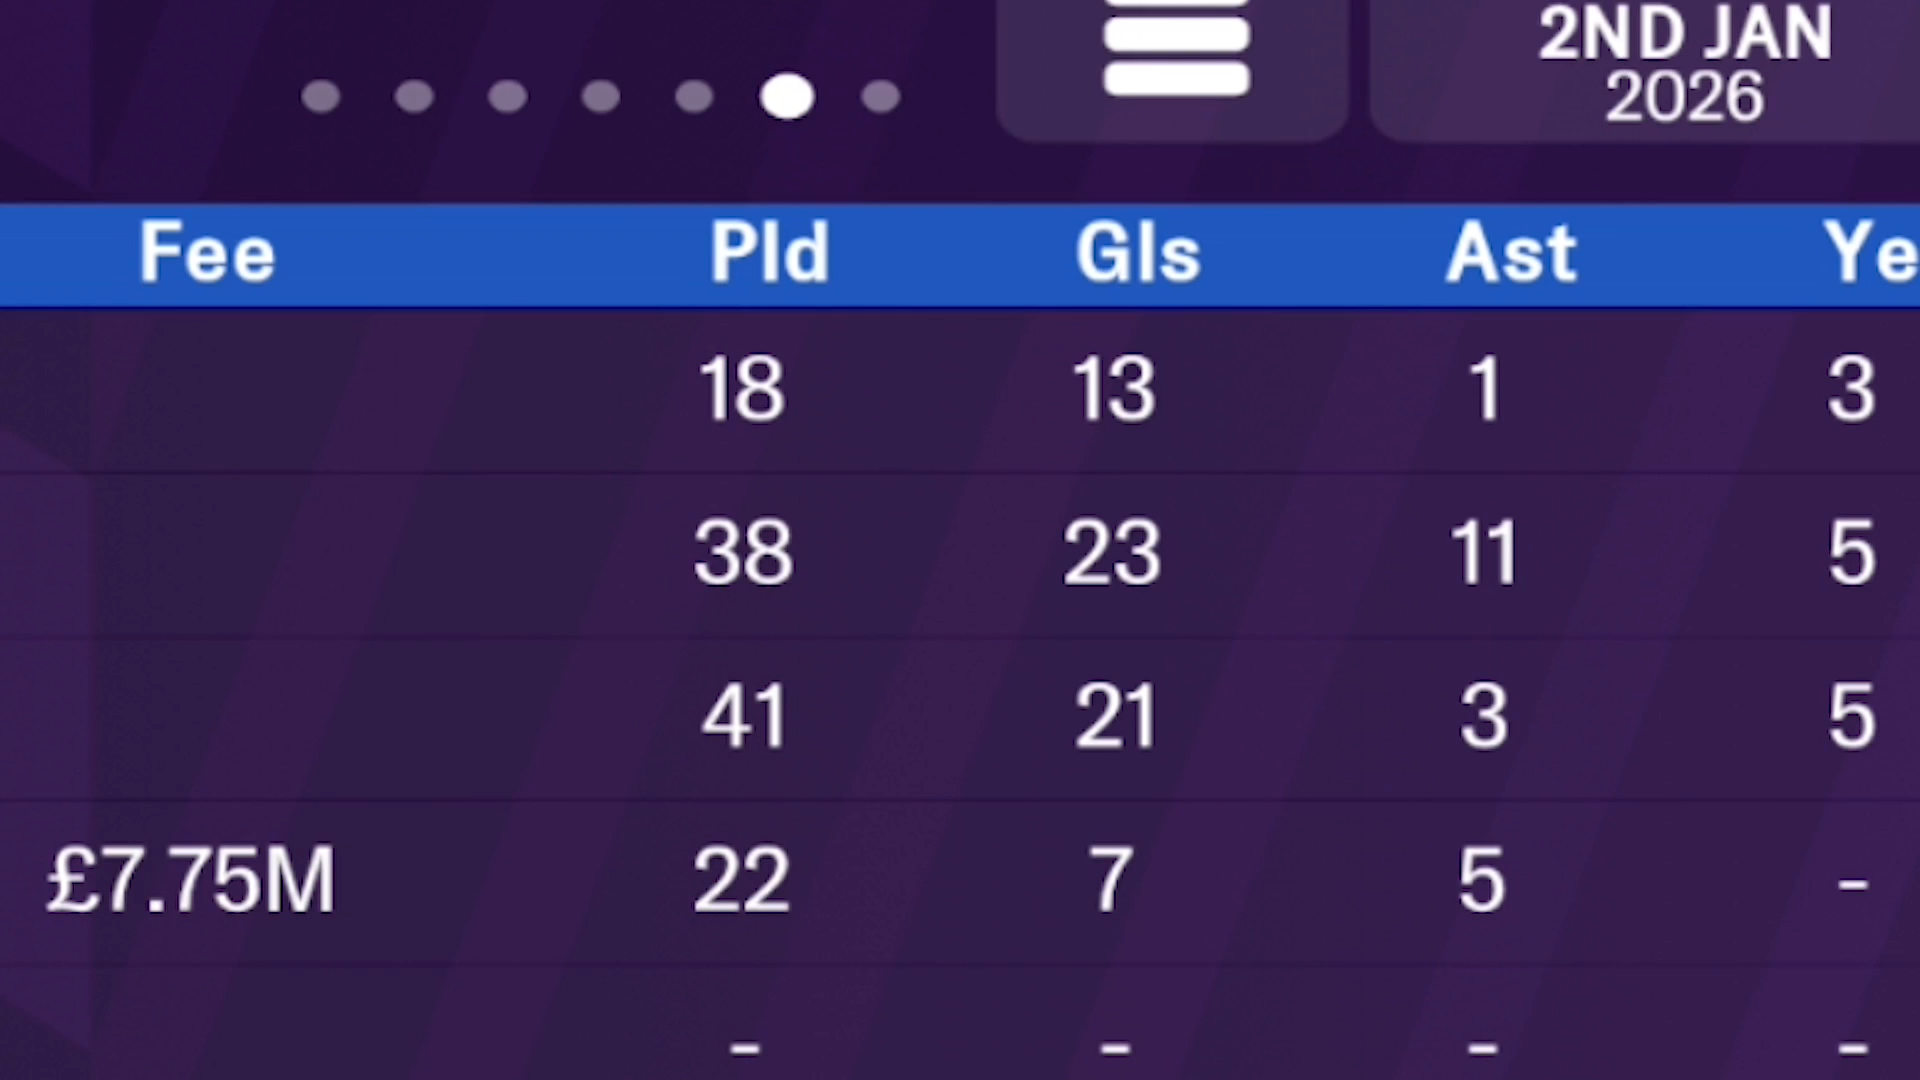 2ND JAN
2026
Fee Pld Gls Ast Ye
18 13 1 3
38 23 11 5
41 21 3 5
£7.75M 22 7 5 -
- - - -